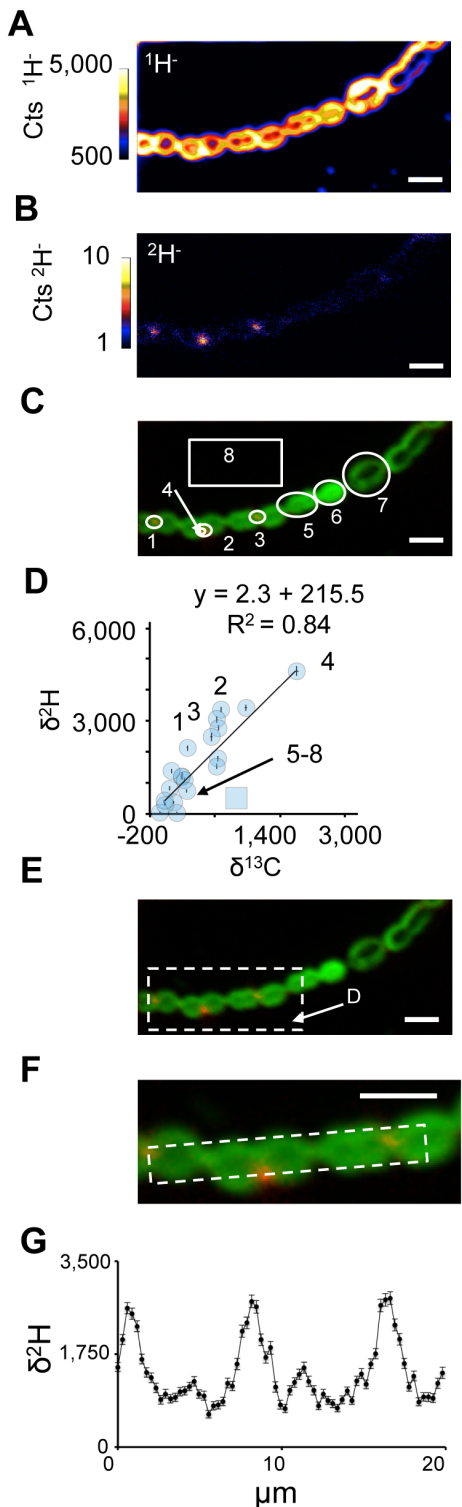 A
5,000
Cts ¹H-
500
¹H-
B
10
Cts ²H-
1
²H-
C
8
4
1
2
3
5
6
7
D
y = 2.3 + 215.5
R² = 0.84
6,000
3,000
0
δ²H
4
2
3
1
5-8
-200
1,400
3,000
δ¹³C
E
D
F
G
3,500
1,750
0
δ²H
0
10
20
µm